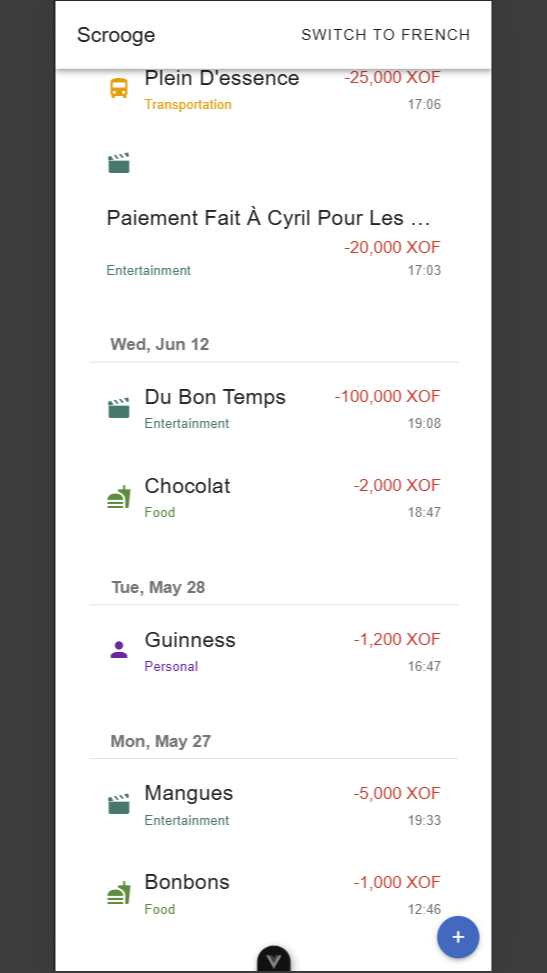 Scrooge SWITCH TO FRENCH
Plein D'essence -25,000 XOF
Transportation 17:06
Paiement Fait À Cyril Pour Les ...
-20,000 XOF
Entertainment 17:03
Wed, Jun 12
Du Bon Temps -100,000 XOF
Entertainment 19:08
Chocolat -2,000 XOF
Food 18:47
Tue, May 28
Guinness -1,200 XOF
Personal 16:47
Mon, May 27
Mangues -5,000 XOF
Entertainment 19:33
Bonbons -1,000 XOF
Food 12:46
+